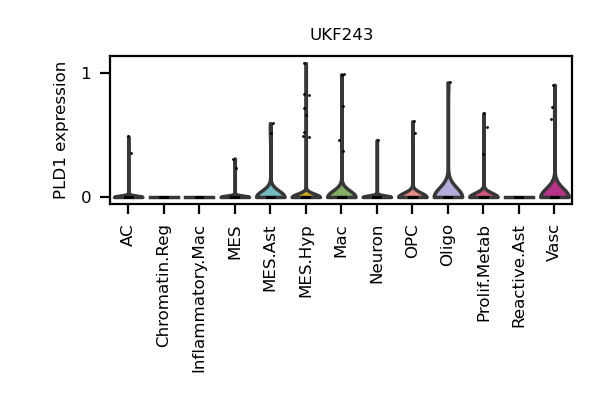 UKF243
PLD1 expression
1
0
AC
Chromatin.Reg
Inflammatory.Mac
MES
MES.Ast
MES.Hyp
Mac
Neuron
OPC
Oligo
Prolif.Metab
Reactive.Ast
Vasc